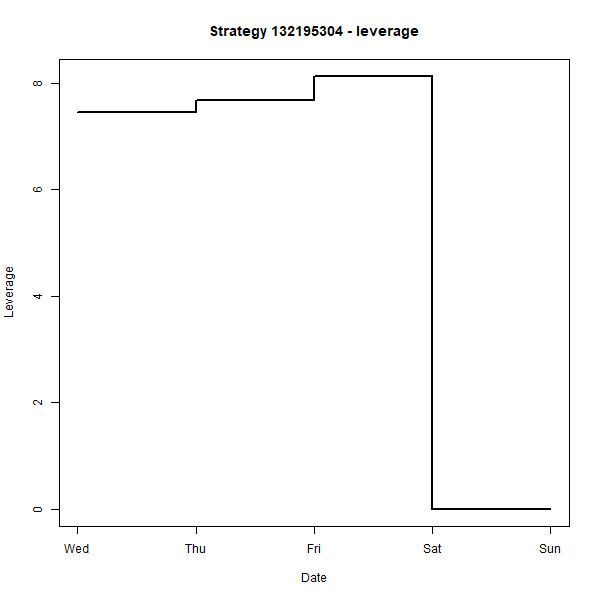 Strategy 132195304 - leverage
Leverage
8
6
4
2
0
Wed Thu Fri Sat Sun
Date